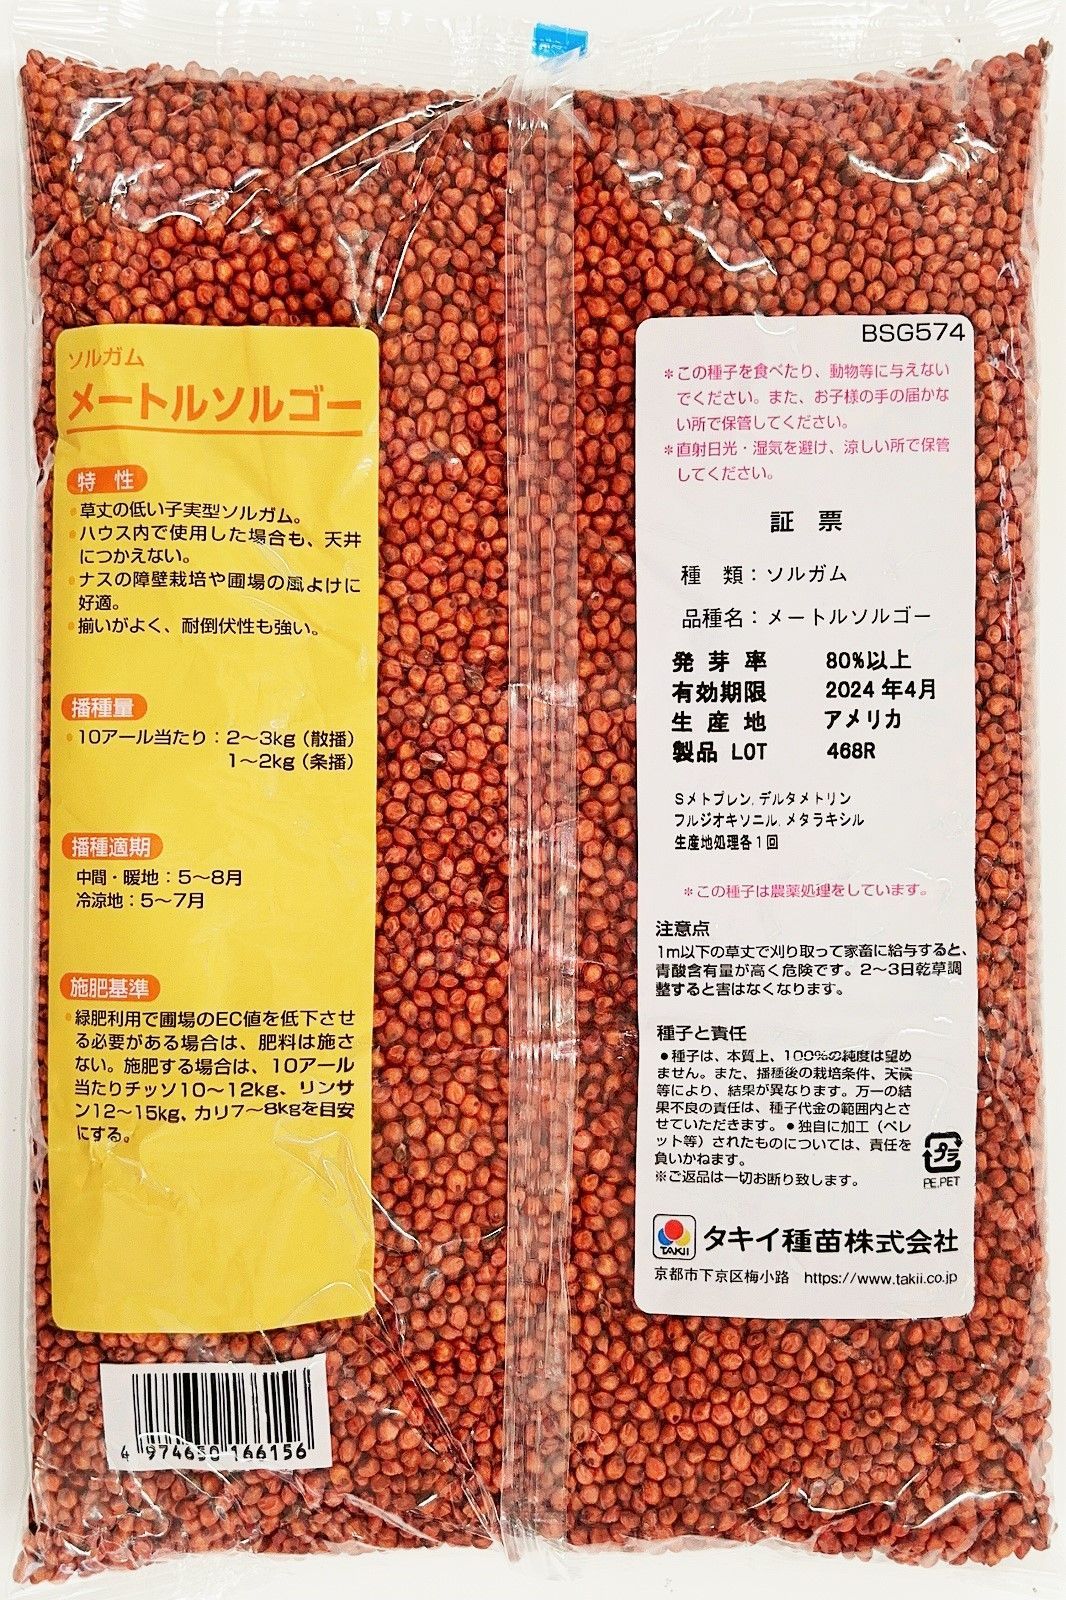 ソルガム
メートルソルゴー
特性
草丈の低い子実型ソルガム。
ハウス内で使用した場合も、天井
につかえない。
ナスの障壁栽培や圃場の風よけに
好適。
揃いがよく、耐倒伏性も強い。
播種量
10アール当たり：2～3kg（散播）
1～2kg（条播）
播種適期
中間・暖地：5～8月
冷涼地：5～7月
施肥基準
緑肥利用で圃場のEC値を低下させ
る必要がある場合は、肥料は施さ
ない。施肥する場合は、10アール
当たりチッソ10～12kg、リンサ
ン12～15kg、カリ7～8kgを目安
にする。
4 974650 166156
BSG574
＊この種子を食べたり、動物等に与えない
でください。また、お子様の手の届かな
い所で保管してください。
＊直射日光・湿気を避け、涼しい所で保管
してください。
証票
種類：ソルガム
品種名：メートルソルゴー
発芽率 80%以上
有効期限 2024年4月
生産地 アメリカ
製品LOT 468R
Sメトプレン.デルタメトリン
フルジオキソニル.メタラキシル
生産地処理各1回
＊この種子は農薬処理をしています。
注意点
1m以下の草丈で刈り取って家畜に給与すると、
青酸含有量が高く危険です。2～3日乾草調
整すると害はなくなります。
種子と責任
●種子は、本質上、100%の純度は望め
ません。また、播種後の栽培条件、天候
等により、結果が異なります。万一の結
果不良の責任は、種子代金の範囲内とさ
せていただきます。●独自に加工（ペレ
ット等）されたものについては、責任を
負いかねます。
※ご返品は一切お断り致します。
プラ
PE.PET
TAKII
タキイ種苗株式会社
京都市下京区梅小路 https://www.takii.co.jp